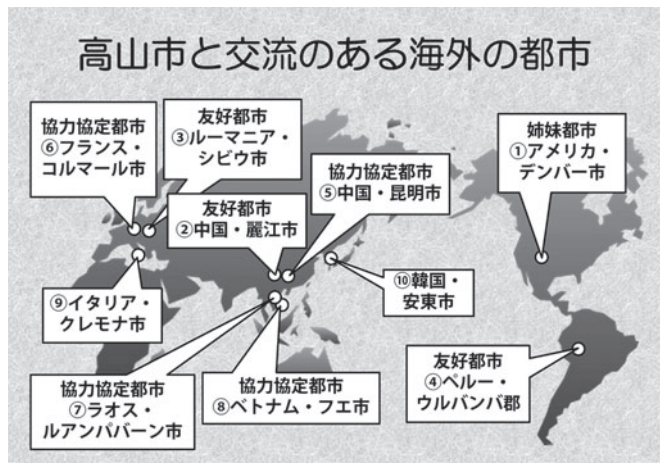 高山市と交流のある海外の都市
協力協定都市
⑥フランス・
コルマール市
友好都市
③ルーマニア・
シビウ市
友好都市
②中国・麗江市
協力協定都市
⑤中国・昆明市
姉妹都市
①アメリカ・
デンバー市
⑨イタリア・
クレモナ市
⑩韓国・
安東市
協力協定都市
⑦ラオス・
ルアンパバーン市
協力協定都市
⑧ベトナム・フエ市
友好都市
④ペルー・
ウルバンバ郡